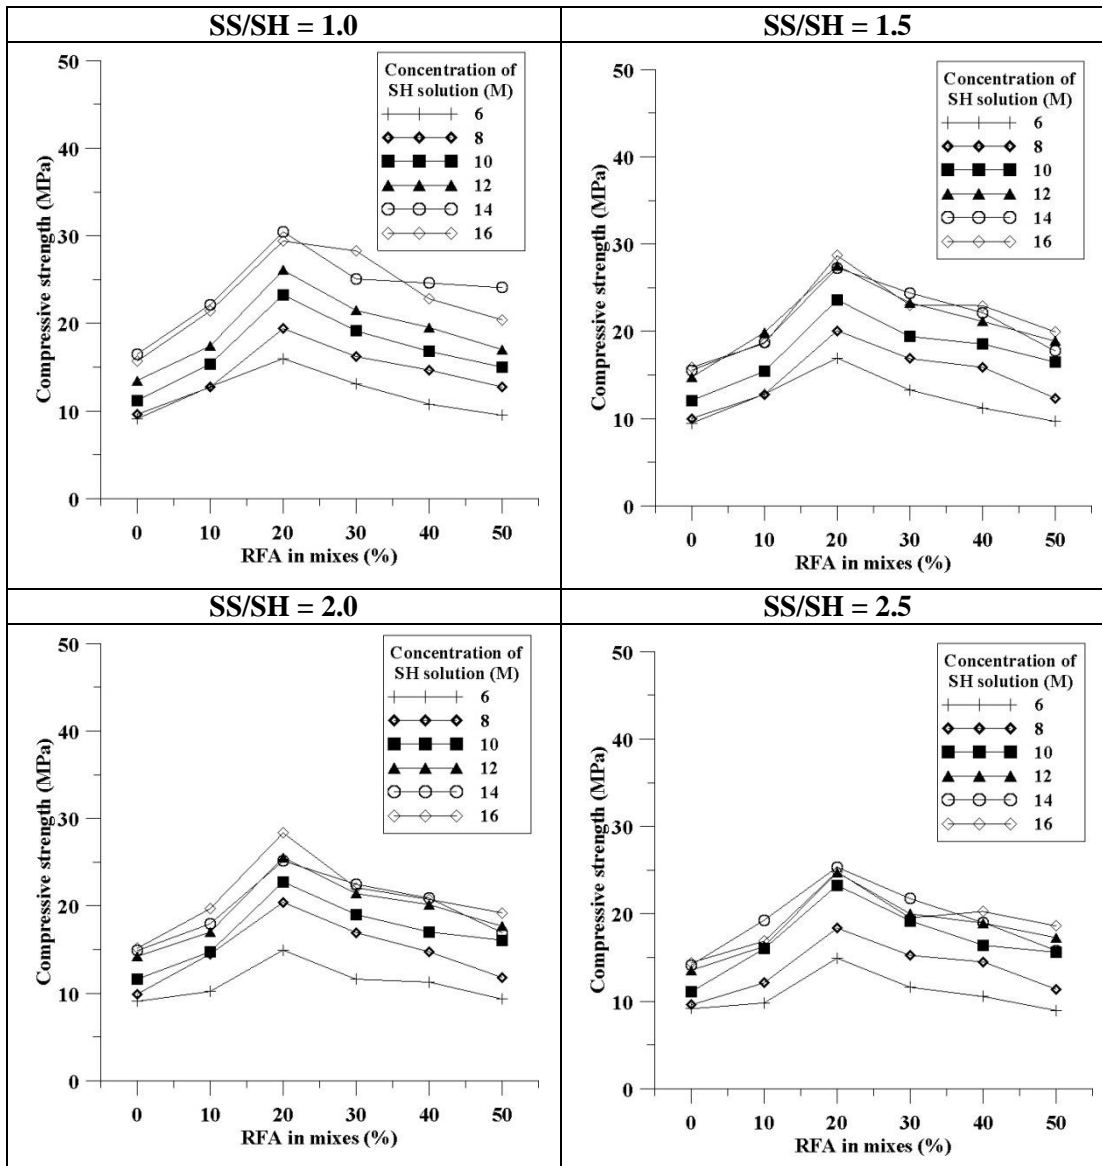 SS/SH = 1.0
Compressive strength (MPa)
50
40
30
20
10
0
Concentration of
SH solution (M)
6
8
10
12
14
16
0 10 20 30 40 50
RFA in mixes (%)
SS/SH = 1.5
Compressive strength (MPa)
50
40
30
20
10
0
Concentration of
SH solution (M)
6
8
10
12
14
16
0 10 20 30 40 50
RFA in mixes (%)
SS/SH = 2.0
Compressive strength (MPa)
50
40
30
20
10
0
Concentration of
SH solution (M)
6
8
10
12
14
16
0 10 20 30 40 50
RFA in mixes (%)
SS/SH = 2.5
Compressive strength (MPa)
50
40
30
20
10
0
Concentration of
SH solution (M)
6
8
10
12
14
16
0 10 20 30 40 50
RFA in mixes (%)